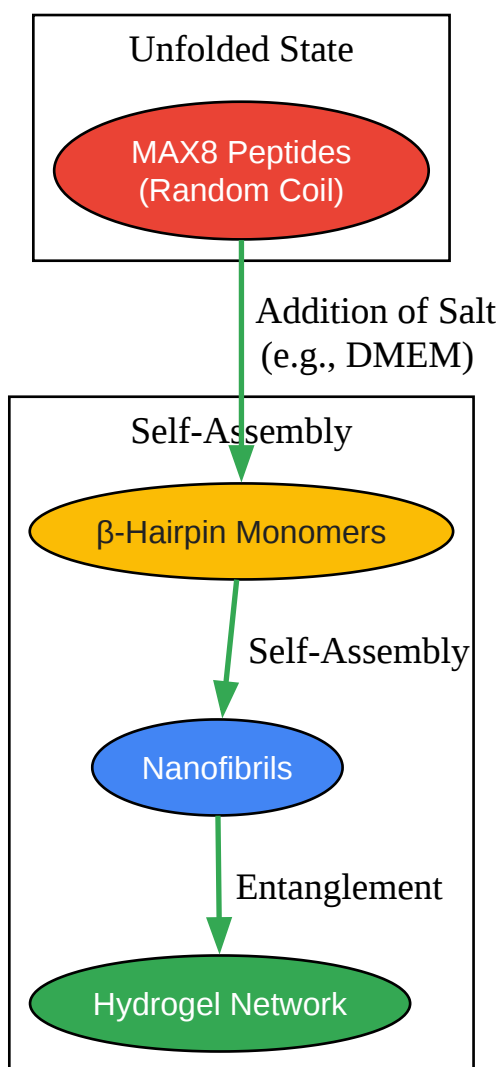 Unfolded State
MAX8 Peptides
(Random Coil)
Addition of Salt
(e.g., DMEM)
Self-Assembly
β-Hairpin Monomers
Self-Assembly
Nanofibrils
Entanglement
Hydrogel Network